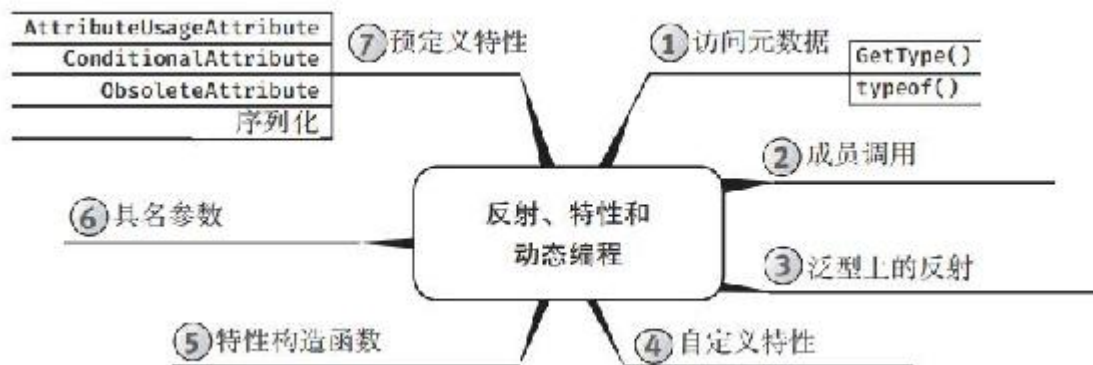 反射、特性和
动态编程
① 访问元数据
GetType()
typeof()
② 成员调用
③ 泛型上的反射
④ 自定义特性
⑤ 特性构造函数
⑥ 具名参数
⑦ 预定义特性
AttributeUsageAttribute
ConditionalAttribute
ObsoleteAttribute
序列化